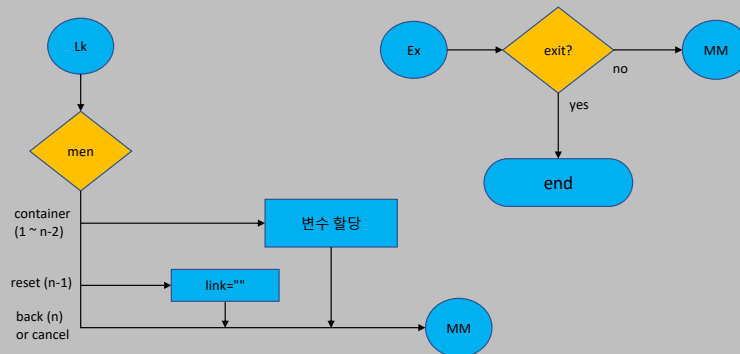 Lk
men
container
(1 ~ n-2)
변수 할당
reset (n-1)
link=""
back (n)
or cancel
MM
Ex
exit?
no
MM
yes
end